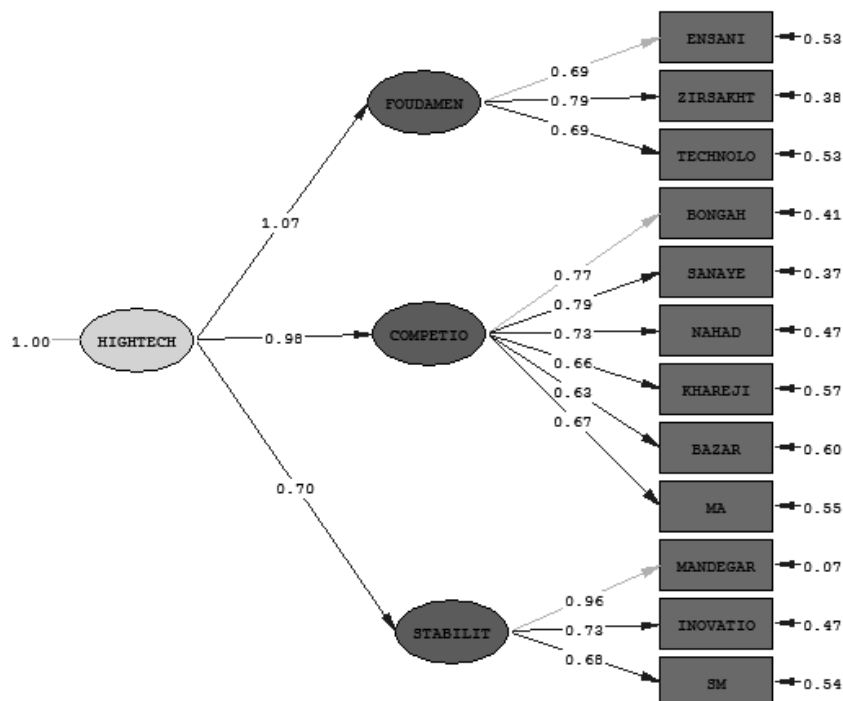 ENSANI 0.53
0.69
FOUDAMEN 0.79 ZIRSAKHT 0.38
0.69
TECHNOLO 0.53
1.07
BONGAH 0.41
0.77
SANAYE 0.37
0.79
1.00 HIGHTECH 0.98 COMPETIO 0.73 NAHAD 0.47
0.66
KHAREJI 0.57
0.63
0.67
BAZAR 0.60
0.70
MA 0.55
MANDEGAR 0.07
0.96
STABILIT 0.73 INOVATIO 0.47
0.68
SM 0.54